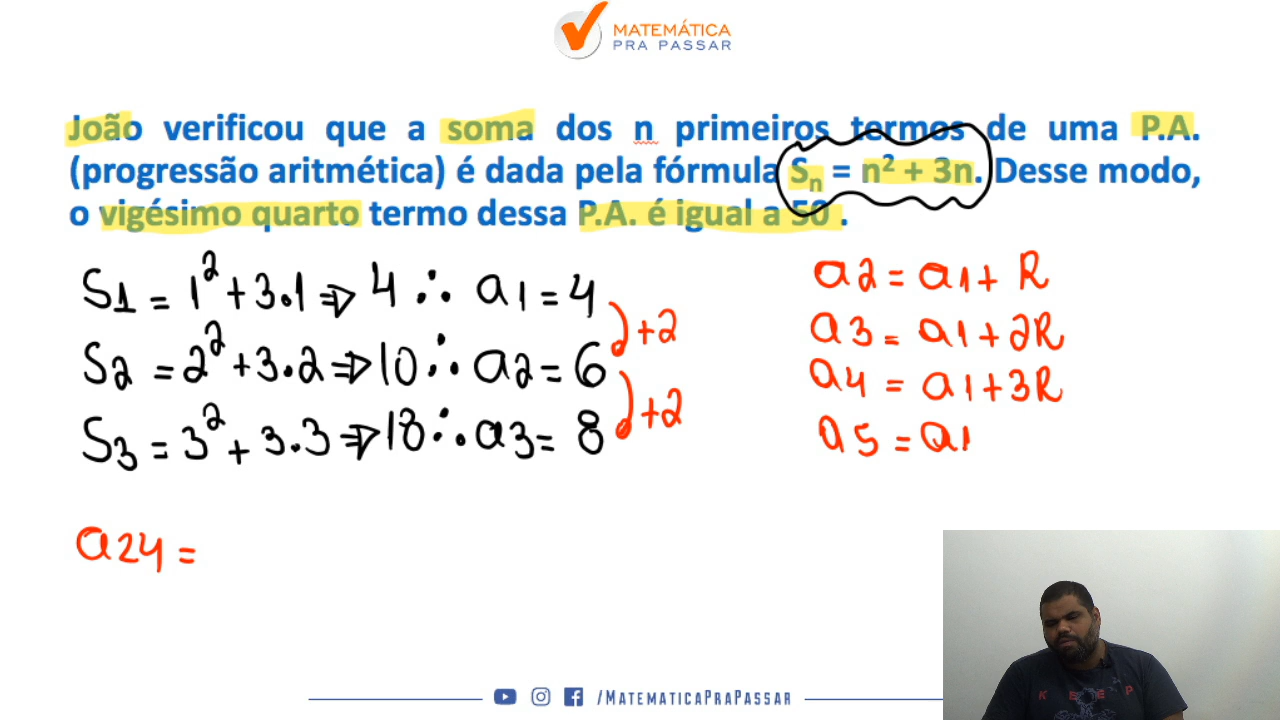 MATEMÁTICA
PRA PASSAR
João verificou que a soma dos n primeiros termos de uma P.A.
(progressão aritmética) é dada pela fórmula Sₙ = n² + 3n. Desse modo,
o vigésimo quarto termo dessa P.A. é igual a 50 .
S1 = 1² + 3.1 ⇒ 4 ∴ a1 = 4
+2
S2 = 2² + 3.2 ⇒ 10 ∴ a2 = 6
+2
S3 = 3² + 3.3 ⇒ 18 ∴ a3 = 8
a2 = a1 + R
a3 = a1 + 2R
a4 = a1 + 3R
a5 = a1
a24 =
KEEP
/MATEMATICAPRAPASSAR